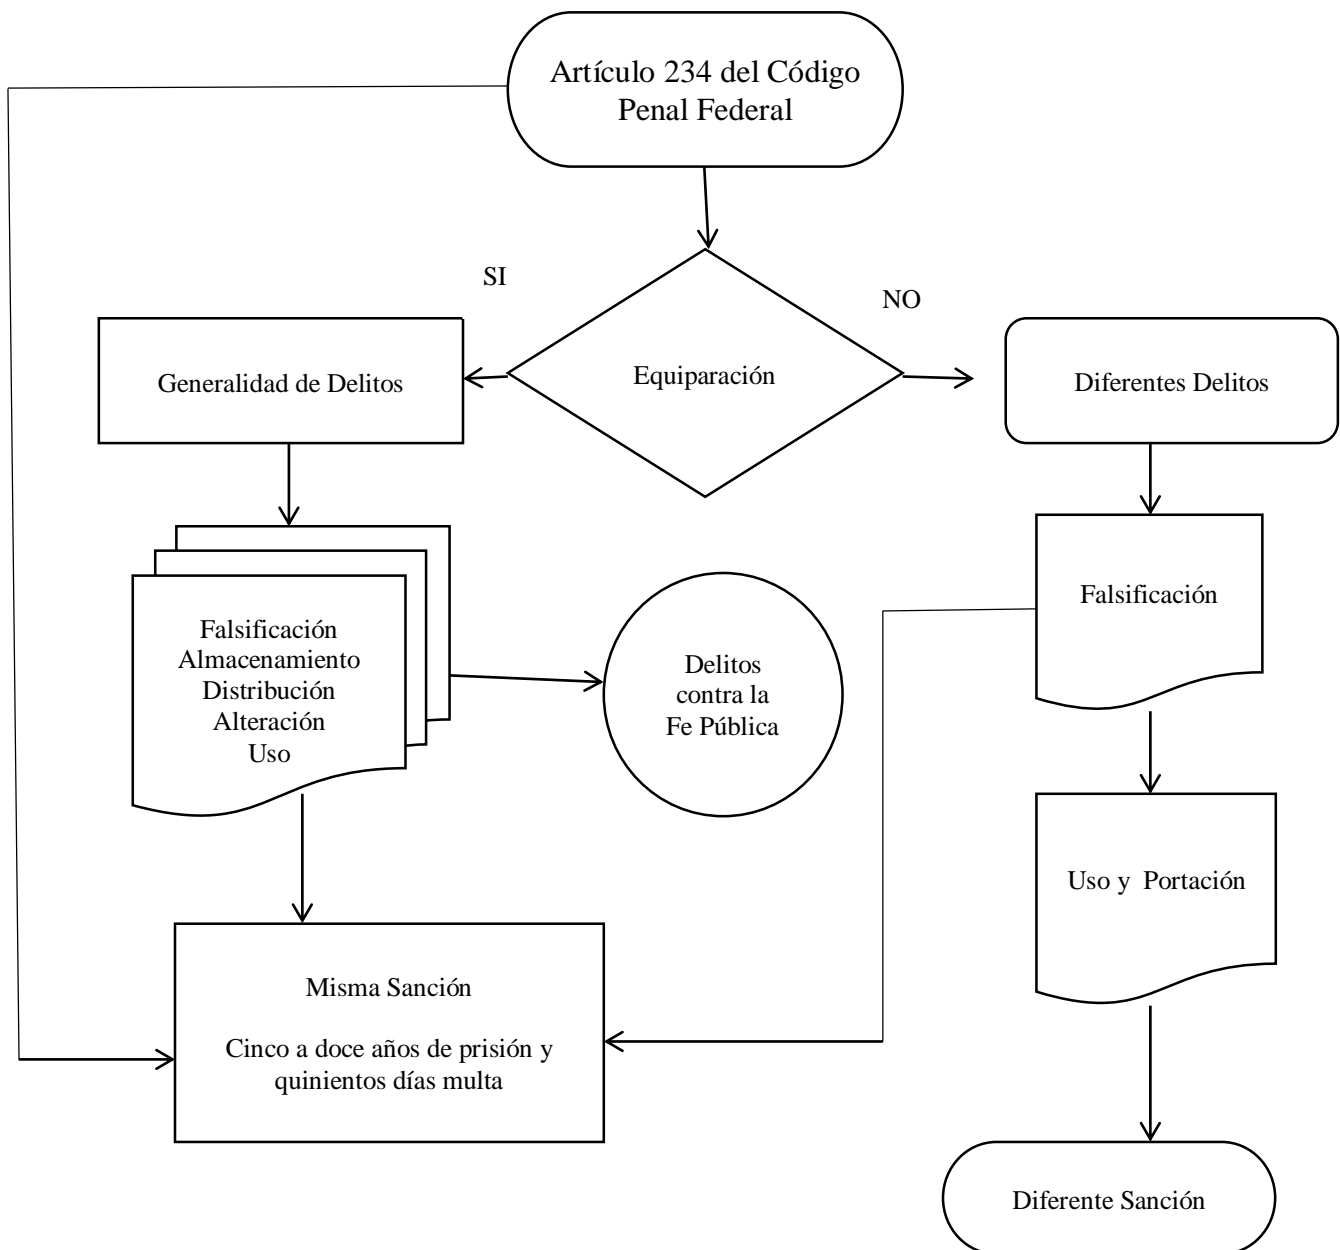 Artículo 234 del Código
Penal Federal
SI
NO
Equiparación
Generalidad de Delitos
Diferentes Delitos
Falsificación
Almacenamiento
Distribución
Alteración
Uso
Delitos
contra la
Fe Pública
Falsificación
Uso y Portación
Misma Sanción
Cinco a doce años de prisión y
quinientos días multa
Diferente Sanción